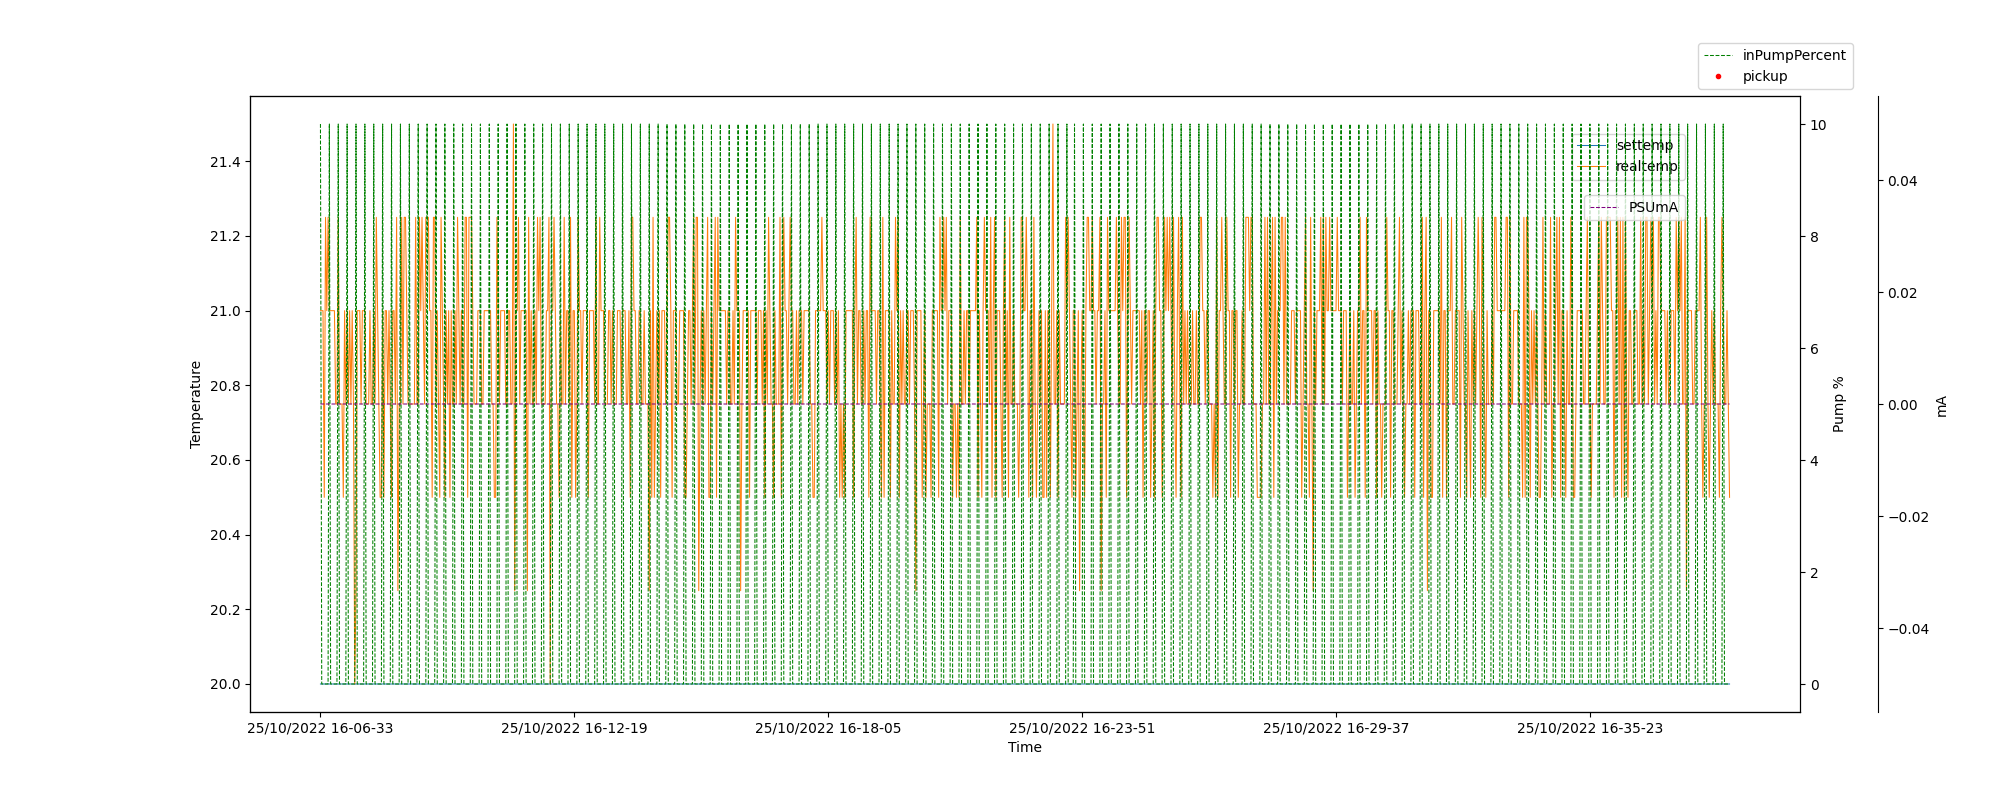 inPumpPercent
pickup
settemp
realtemp
PSUmA
21.4
21.2
21.0
20.8
20.6
20.4
20.2
20.0
Temperature
10
8
6
4
2
0
Pump %
0.04
0.02
0.00
−0.02
−0.04
mA
25/10/2022 16-06-33
25/10/2022 16-12-19
25/10/2022 16-18-05
25/10/2022 16-23-51
25/10/2022 16-29-37
25/10/2022 16-35-23
Time